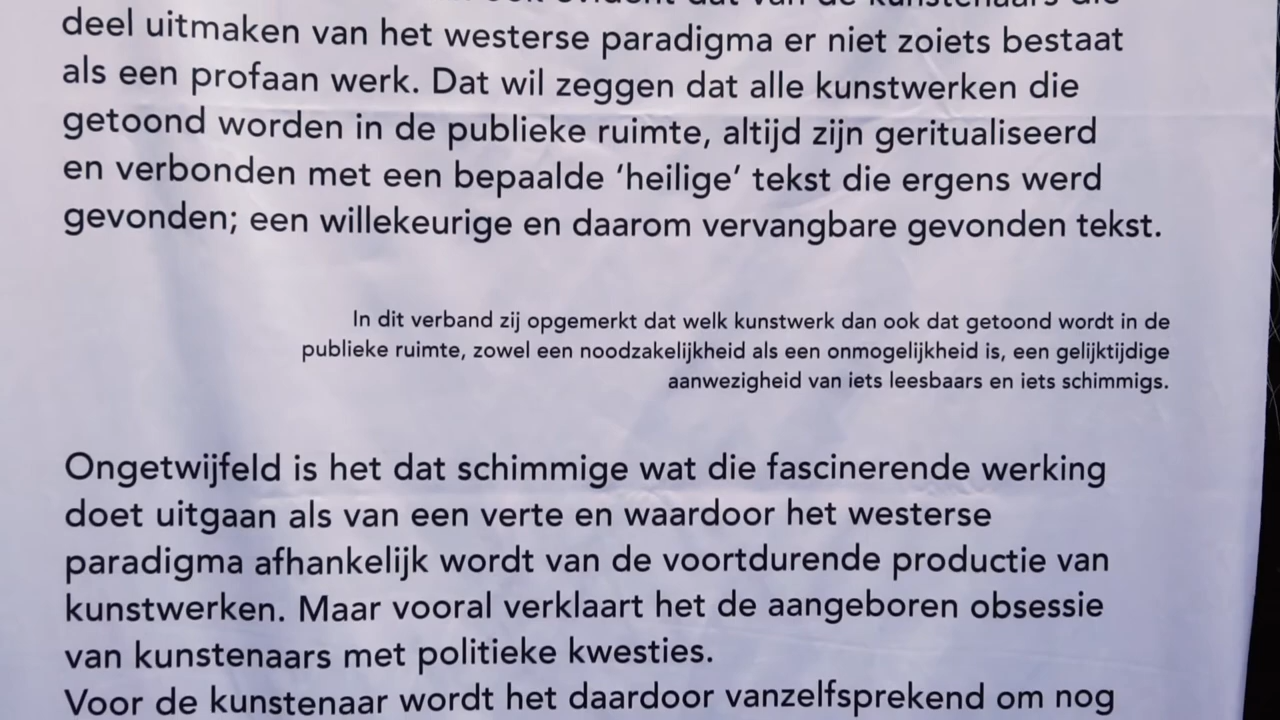 deel uitmaken van het westerse paradigma er niet zoiets bestaat
als een profaan werk. Dat wil zeggen dat alle kunstwerken die
getoond worden in de publieke ruimte, altijd zijn geritualiseerd
en verbonden met een bepaalde ‘heilige’ tekst die ergens werd
gevonden; een willekeurige en daarom vervangbare gevonden tekst.
In dit verband zij opgemerkt dat welk kunstwerk dan ook dat getoond wordt in de
publieke ruimte, zowel een noodzakelijkheid als een onmogelijkheid is, een gelijktijdige
aanwezigheid van iets leesbaars en iets schimmigs.
Ongetwijfeld is het dat schimmige wat die fascinerende werking
doet uitgaan als van een verte en waardoor het westerse
paradigma afhankelijk wordt van de voortdurende productie van
kunstwerken. Maar vooral verklaart het de aangeboren obsessie
van kunstenaars met politieke kwesties.
Voor de kunstenaar wordt het daardoor vanzelfsprekend om nog